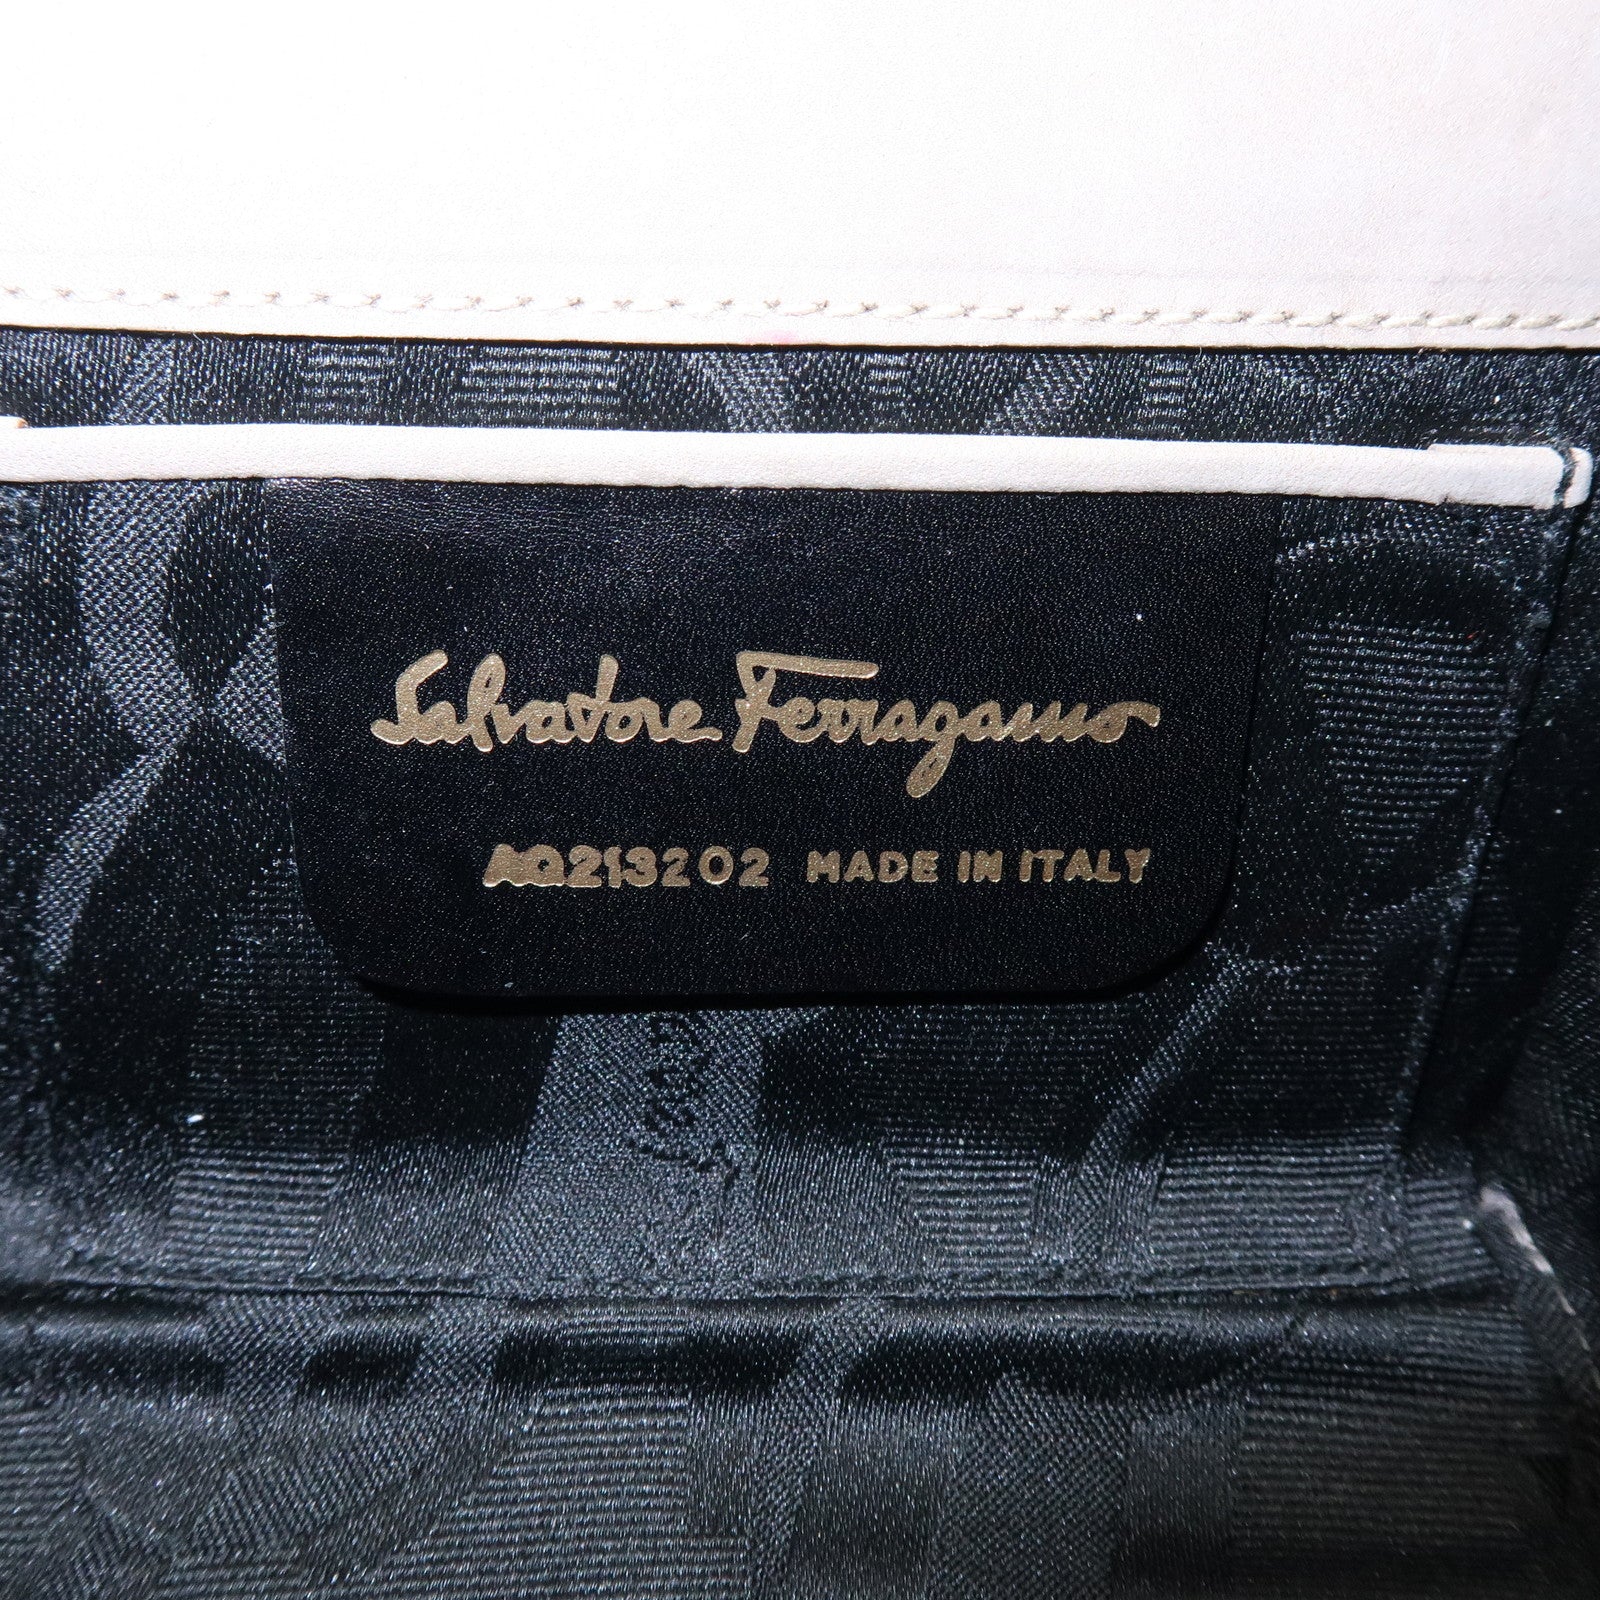 Salvatore Ferragamo
AQ213202 MADE IN ITALY